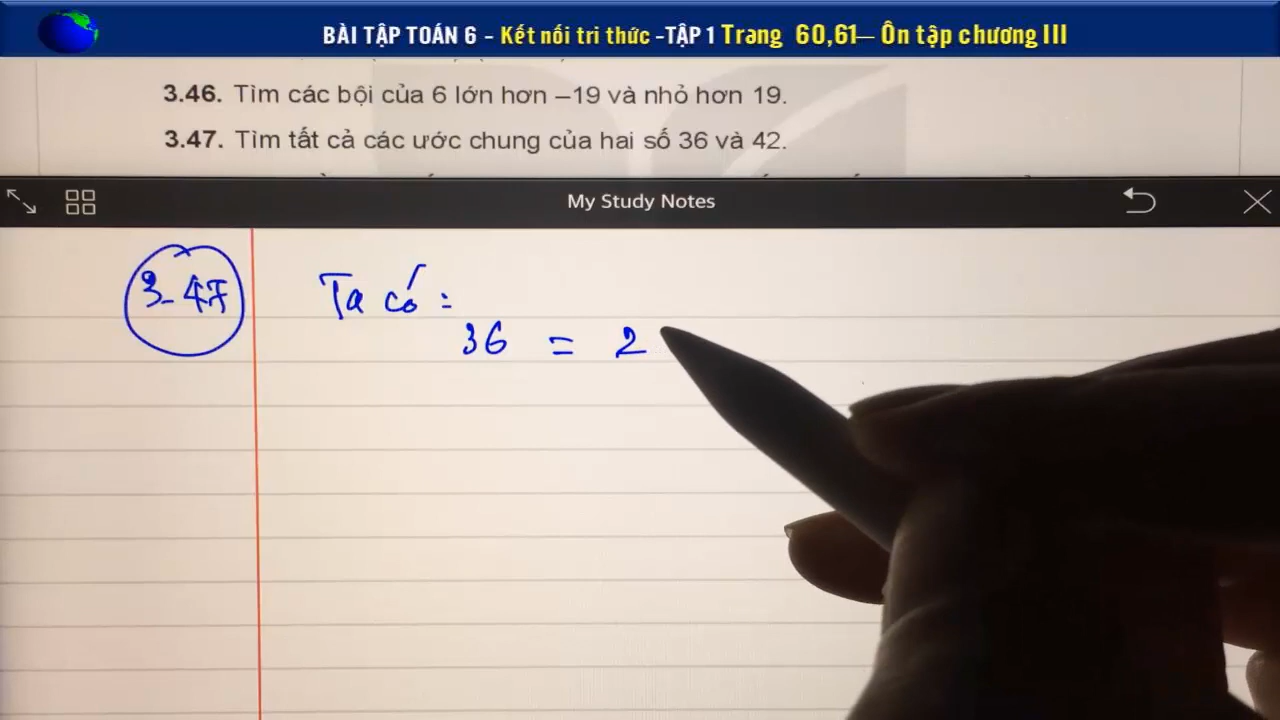 BÀI TẬP TOÁN 6 - Kết nối tri thức -TẬP 1 Trang 60,61– Ôn tập chương III
3.46. Tìm các bội của 6 lớn hơn –19 và nhỏ hơn 19.
3.47. Tìm tất cả các ước chung của hai số 36 và 42.
My Study Notes
3-47 Ta có :
36 = 2